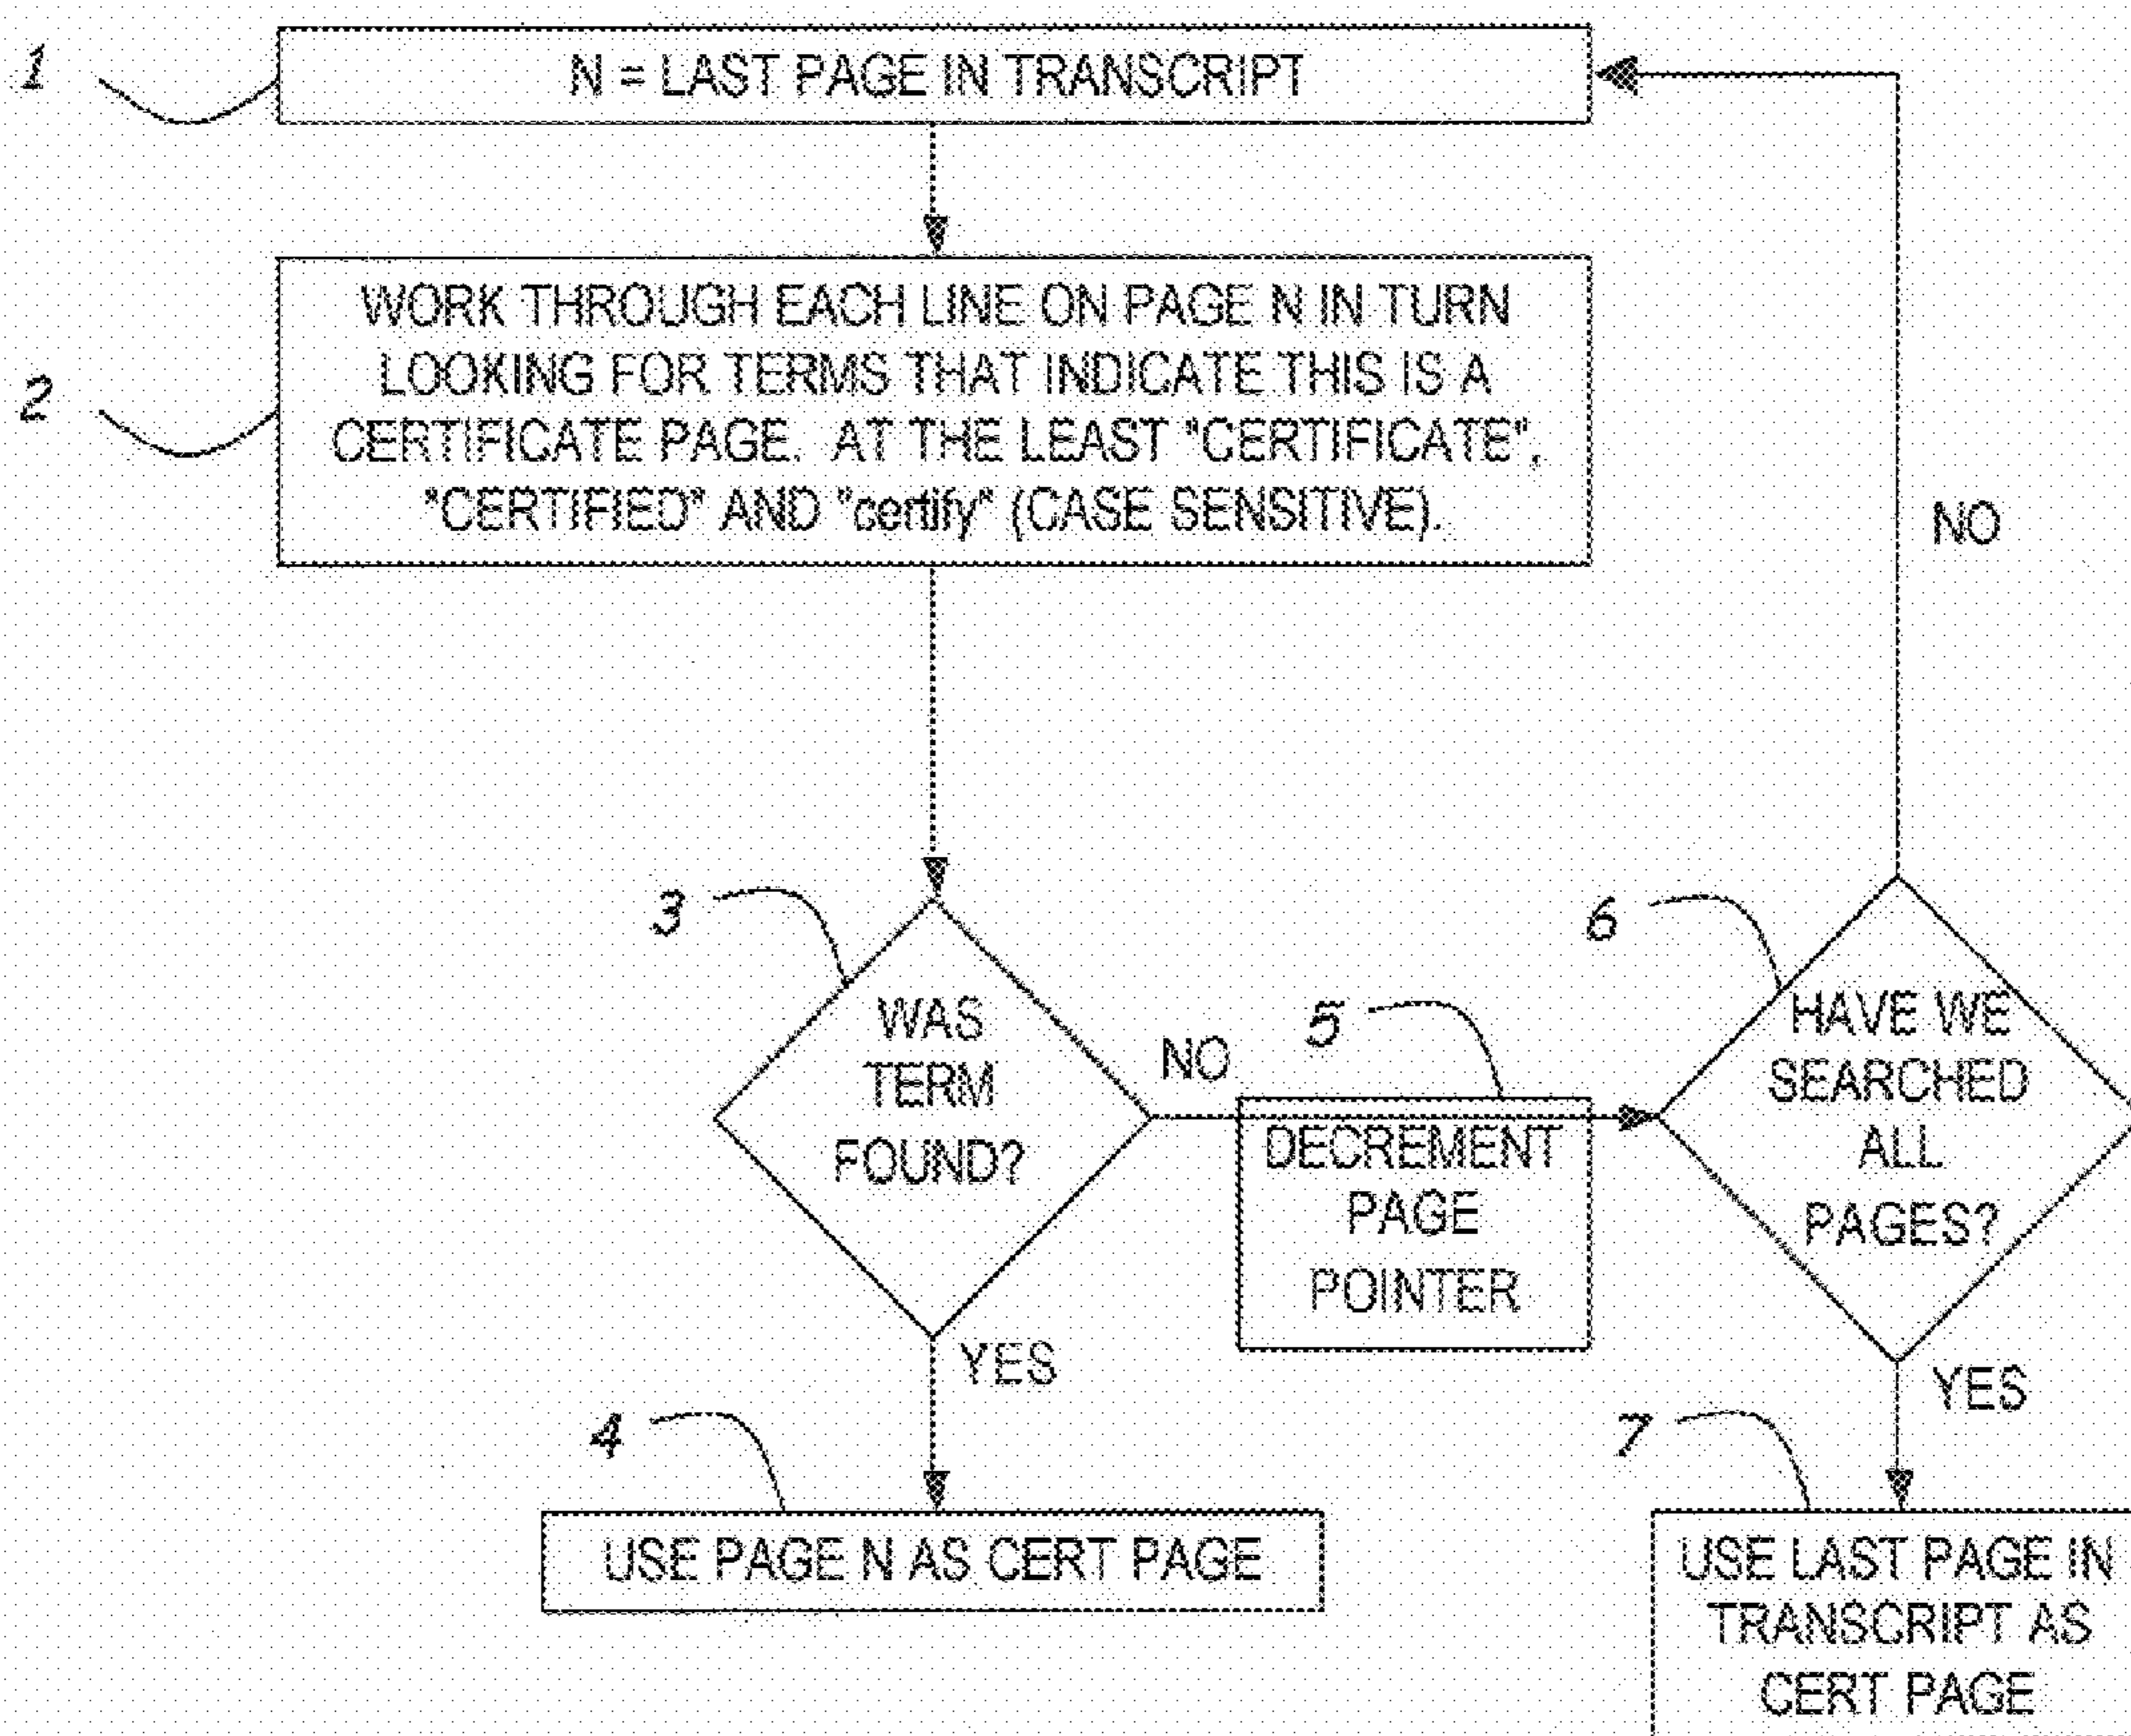 1
N = LAST PAGE IN TRANSCRIPT
2
WORK THROUGH EACH LINE ON PAGE N IN TURN
LOOKING FOR TERMS THAT INDICATE THIS IS A
CERTIFICATE PAGE. AT THE LEAST "CERTIFICATE",
"CERTIFIED" AND "certify" (CASE SENSITIVE).
NO
3
WAS
TERM
FOUND?
NO
YES
4
USE PAGE N AS CERT PAGE
5
DECREMENT
PAGE
POINTER
6
HAVE WE
SEARCHED
ALL
PAGES?
YES
7
USE LAST PAGE IN
TRANSCRIPT AS
CERT PAGE